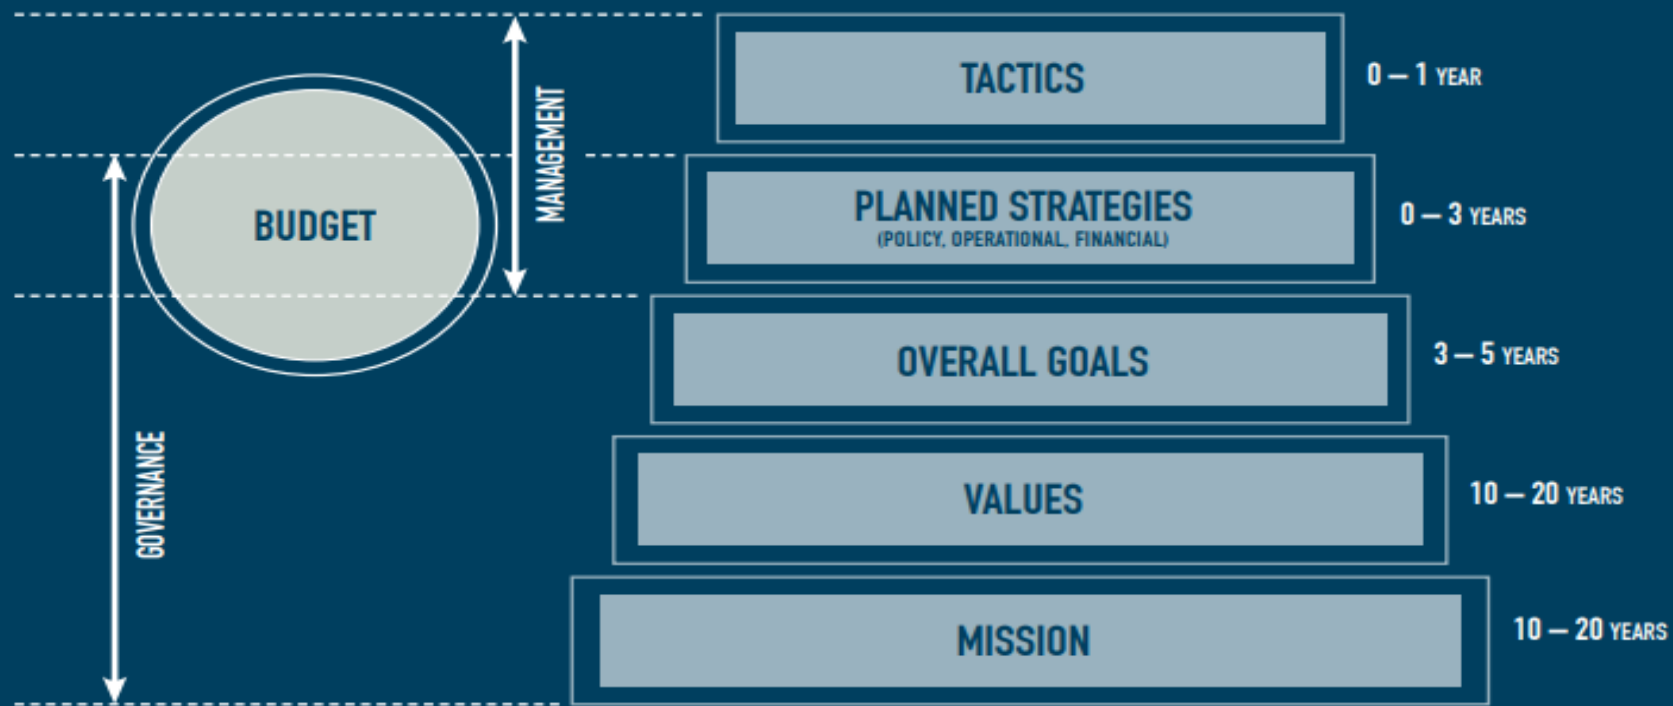 TACTICS
0 – 1 YEAR
MANAGEMENT
BUDGET
PLANNED STRATEGIES
(POLICY, OPERATIONAL, FINANCIAL)
0 – 3 YEARS
OVERALL GOALS
3 – 5 YEARS
GOVERNANCE
VALUES
10 – 20 YEARS
MISSION
10 – 20 YEARS